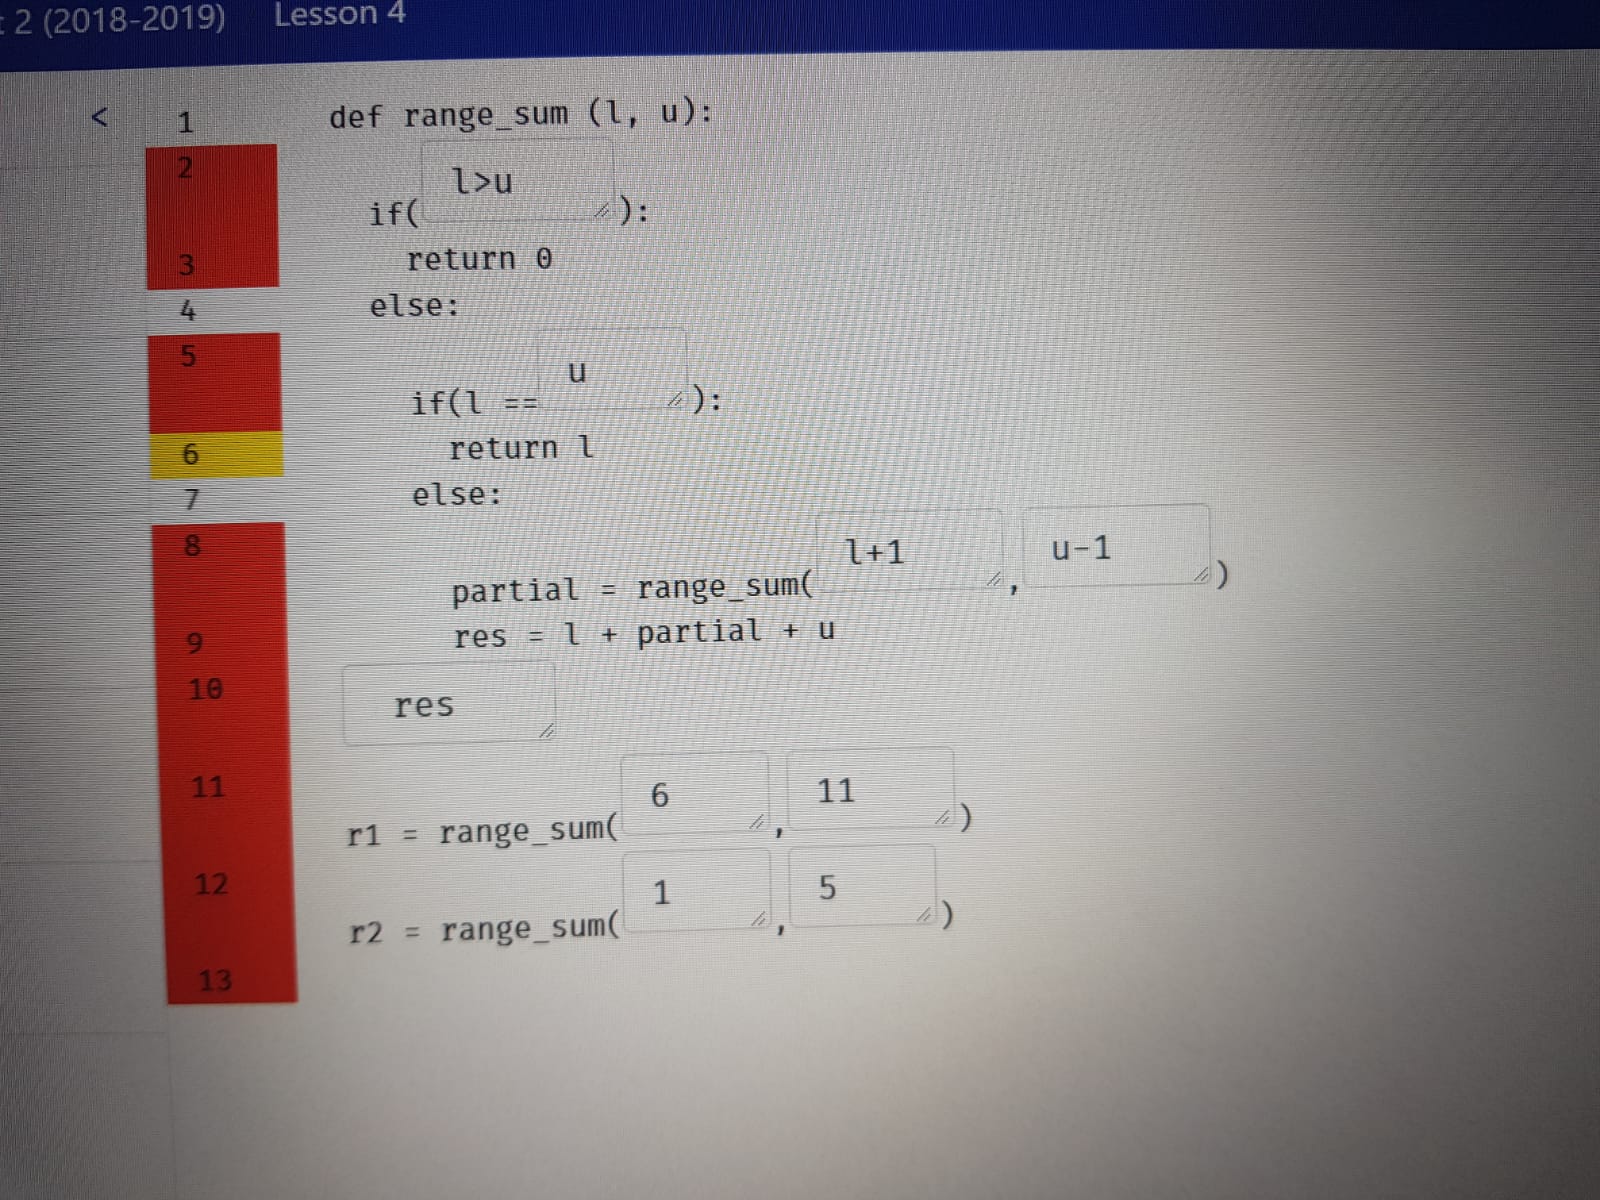 : 2 (2018-2019) Lesson 4
<
1 def range_sum (l, u):
2 if( l>u ):
3 return 0
4 else:
5 if(l == u ):
6 return l
7 else:
8 partial = range_sum( l+1 , u-1 )
9 res = l + partial + u
10 res
11 r1 = range_sum( 6 , 11 )
12 r2 = range_sum( 1 , 5 )
13